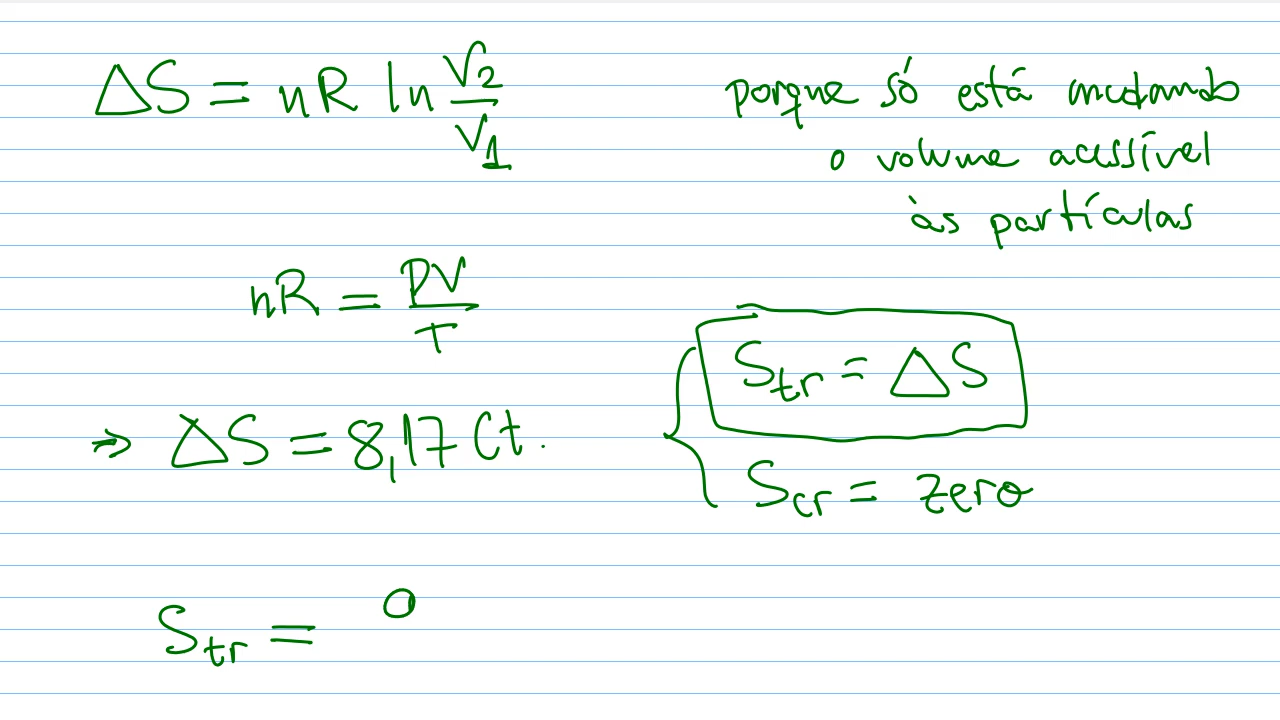 ΔS = nR ln V2/V1
porque só está mudando
o volume acessível
às partículas
nR = PV/T
Str = ΔS
⇒ ΔS = 8,17 Ct.
Scr = zero
Str = 0